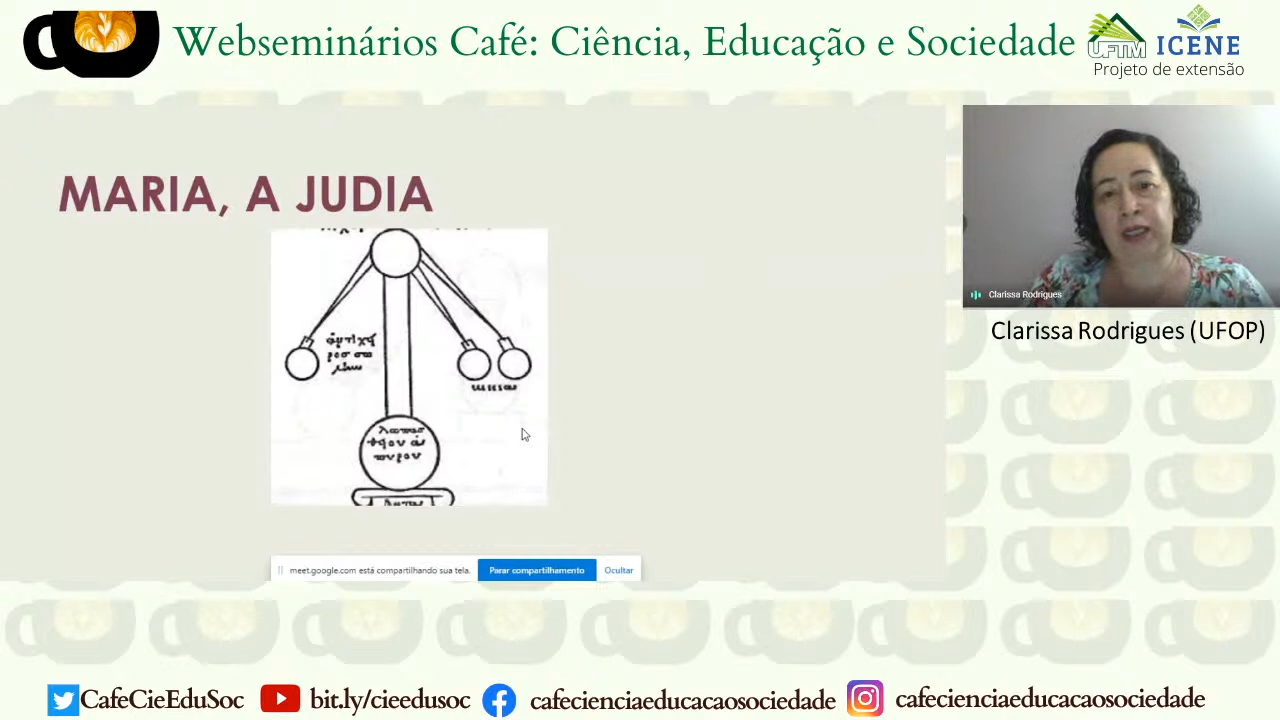 Webseminários Café: Ciência, Educação e Sociedade
UFTM ICENE
Projeto de extensão
MARIA, A JUDIA
Clarissa Rodrigues
Clarissa Rodrigues (UFOP)
meet.google.com está compartilhando sua tela.
Parar compartilhamento
Ocultar
CafeCieEduSoc
bit.ly/cieedusoc
cafecienciaeducacaosociedade
cafecienciaeducacaosociedade